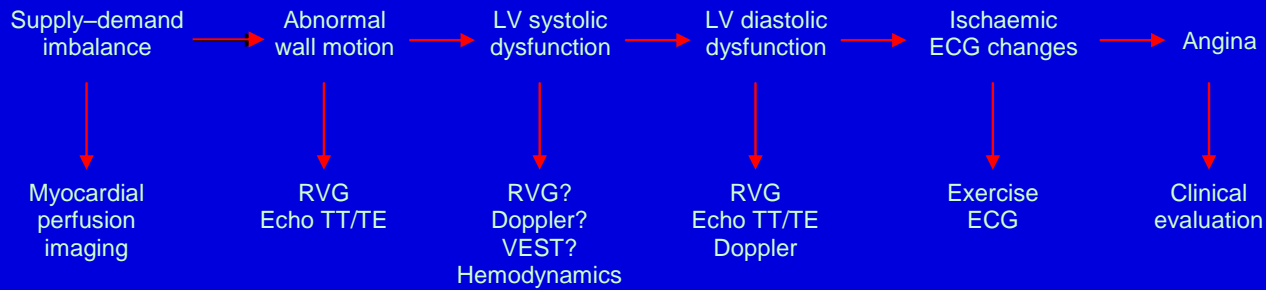 Supply–demand
imbalance
Abnormal
wall motion
LV systolic
dysfunction
LV diastolic
dysfunction
Ischaemic
ECG changes
Angina
Myocardial
perfusion
imaging
RVG
Echo TT/TE
RVG?
Doppler?
VEST?
Hemodynamics
RVG
Echo TT/TE
Doppler
Exercise
ECG
Clinical
evaluation